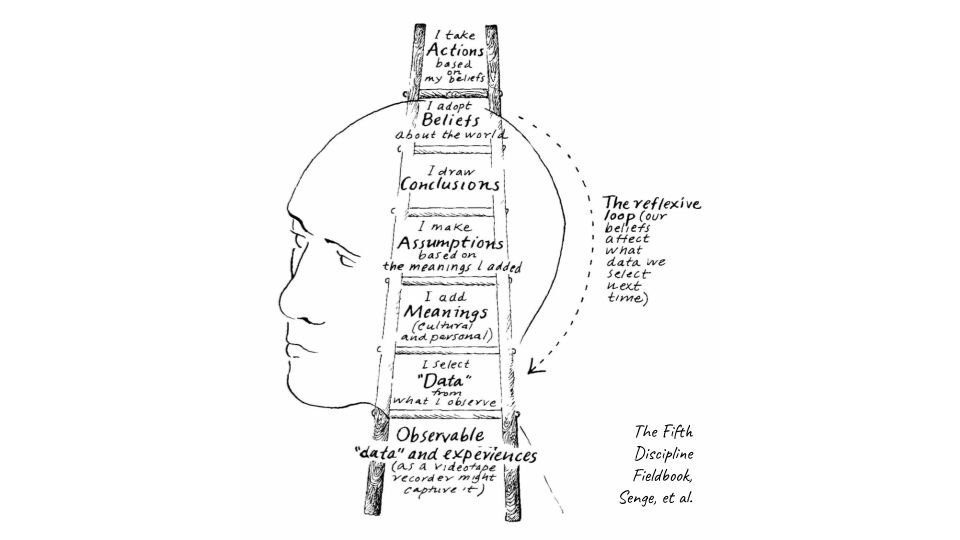 I take
Actions
based
on
my beliefs
I adopt
Beliefs
about the world
I draw
Conclusions
I make
Assumptions
based on
the meanings I added
I add
Meanings
(Cultural
and personal)
I select
"Data"
from
what I observe
Observable
"data" and experiences
(as a videotape
recorder might
capture it)
The reflexive
loop (our
beliefs
affect
what
data we
select
next
time)
The Fifth
Discipline
Fieldbook,
Senge, et al.